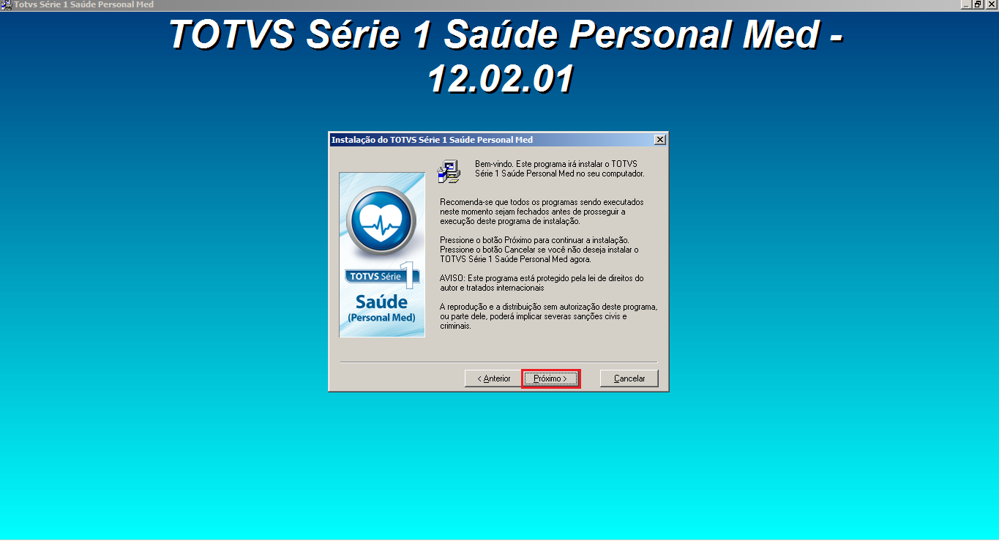 Totvs Série 1 Saúde Personal Med
TOTVS Série 1 Saúde Personal Med -
12.02.01
Instalação do TOTVS Série 1 Saúde Personal Med
Bem-vindo. Este programa irá instalar o TOTVS
Série 1 Saúde Personal Med no seu computador.
Recomenda-se que todos os programas sendo executados
neste momento sejam fechados antes de prosseguir a
execução deste programa de instalação.
Pressione o botão Próximo para continuar a instalação.
Pressione o botão Cancelar se você não deseja instalar o
TOTVS Série 1 Saúde Personal Med agora.
AVISO: Este programa está protegido pela lei de direitos do
autor e tratados internacionais
A reprodução e a distribuição sem autorização deste programa,
ou parte dele, poderá implicar severas sanções civis e
criminais.
TOTVS Série 1
Saúde
(Personal Med)
< Anterior
Próximo >
Cancelar